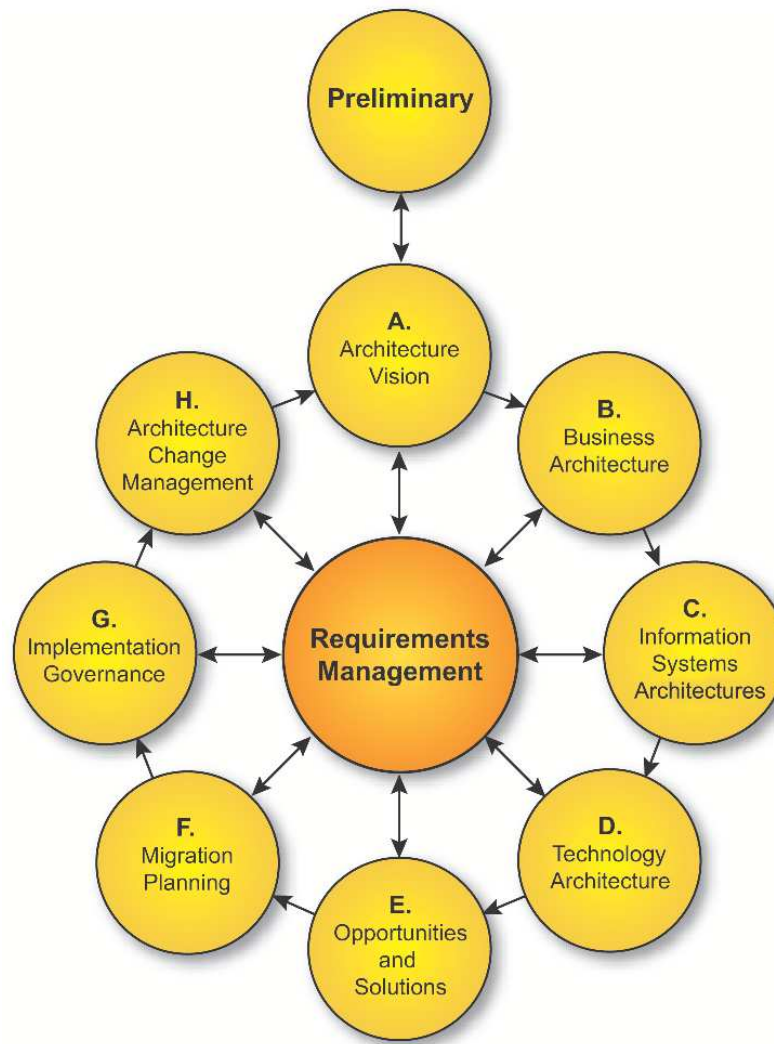 Preliminary
A.
Architecture
Vision
B.
Business
Architecture
C.
Information
Systems
Architectures
D.
Technology
Architecture
E.
Opportunities
and
Solutions
F.
Migration
Planning
G.
Implementation
Governance
H.
Architecture
Change
Management
Requirements
Management